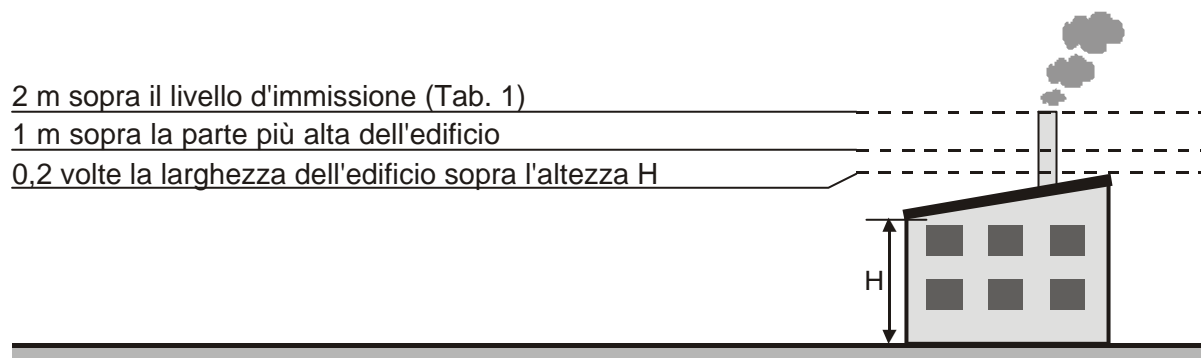 2 m sopra il livello d'immissione (Tab. 1)
1 m sopra la parte più alta dell'edificio
0,2 volte la larghezza dell'edificio sopra l'altezza H
H